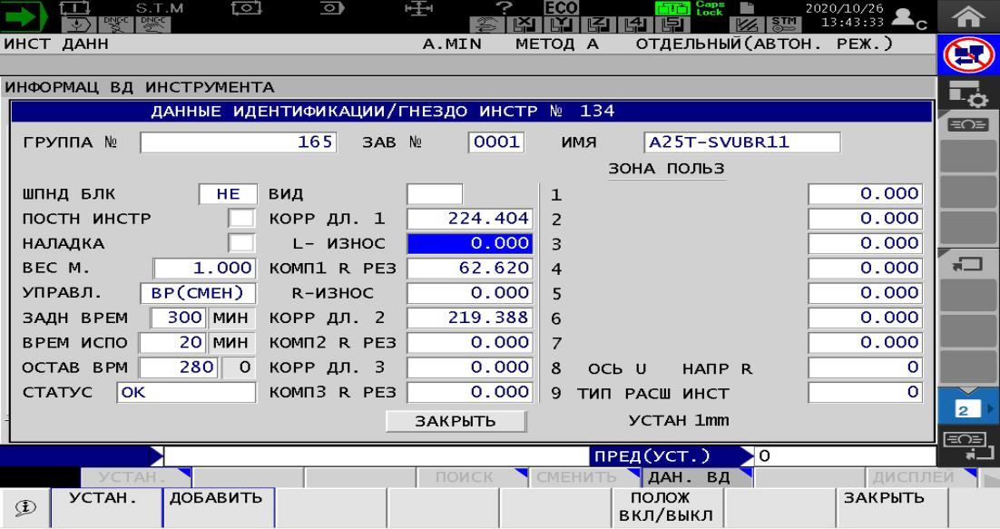 S.T.M ? ECO Caps Lock 2020/10/26
DNC-C DNC-C X Y Z 4 5 STM 13:43:33 C
ИНСТ ДАНН A.MIN МЕТОД А ОТДЕЛЬНЫЙ(АВТОН. РЕЖ.)
ИНФОРМАЦ ВД ИНСТРУМЕНТА
ДАННЫЕ ИДЕНТИФИКАЦИИ/ГНЕЗДО ИНСТР № 134
ГРУППА № 165 ЗАВ № 0001 ИМЯ A25T-SVUBR11
ЗОНА ПОЛЬЗ
ШПНД БЛК НЕ ВИД 1 0.000
ПОСТН ИНСТР КОРР ДЛ. 1 224.404 2 0.000
НАЛАДКА L- ИЗНОС 0.000 3 0.000
ВЕС М. 1.000 КОМП1 R РЕЗ 62.620 4 0.000
УПРАВЛ. ВР(СМЕН) R-ИЗНОС 0.000 5 0.000
ЗАДН ВРЕМ 300 МИН КОРР ДЛ. 2 219.388 6 0.000
ВРЕМ ИСПО 20 МИН КОМП2 R РЕЗ 0.000 7 0.000
ОСТАВ ВРМ 280 0 КОРР ДЛ. 3 0.000 8 ОСЬ U НАПР R 0
СТАТУС OK КОМП3 R РЕЗ 0.000 9 ТИП РАСШ ИНСТ 0
ЗАКРЫТЬ УСТАН 1mm
2
ПРЕД(УСТ.) 0
УСТАН. ПОИСК СМЕНИТЬ ДАН. ВД ДИСПЛЕИ
УСТАН. ДОБАВИТЬ ПОЛОЖ ВКЛ/ВЫКЛ ЗАКРЫТЬ